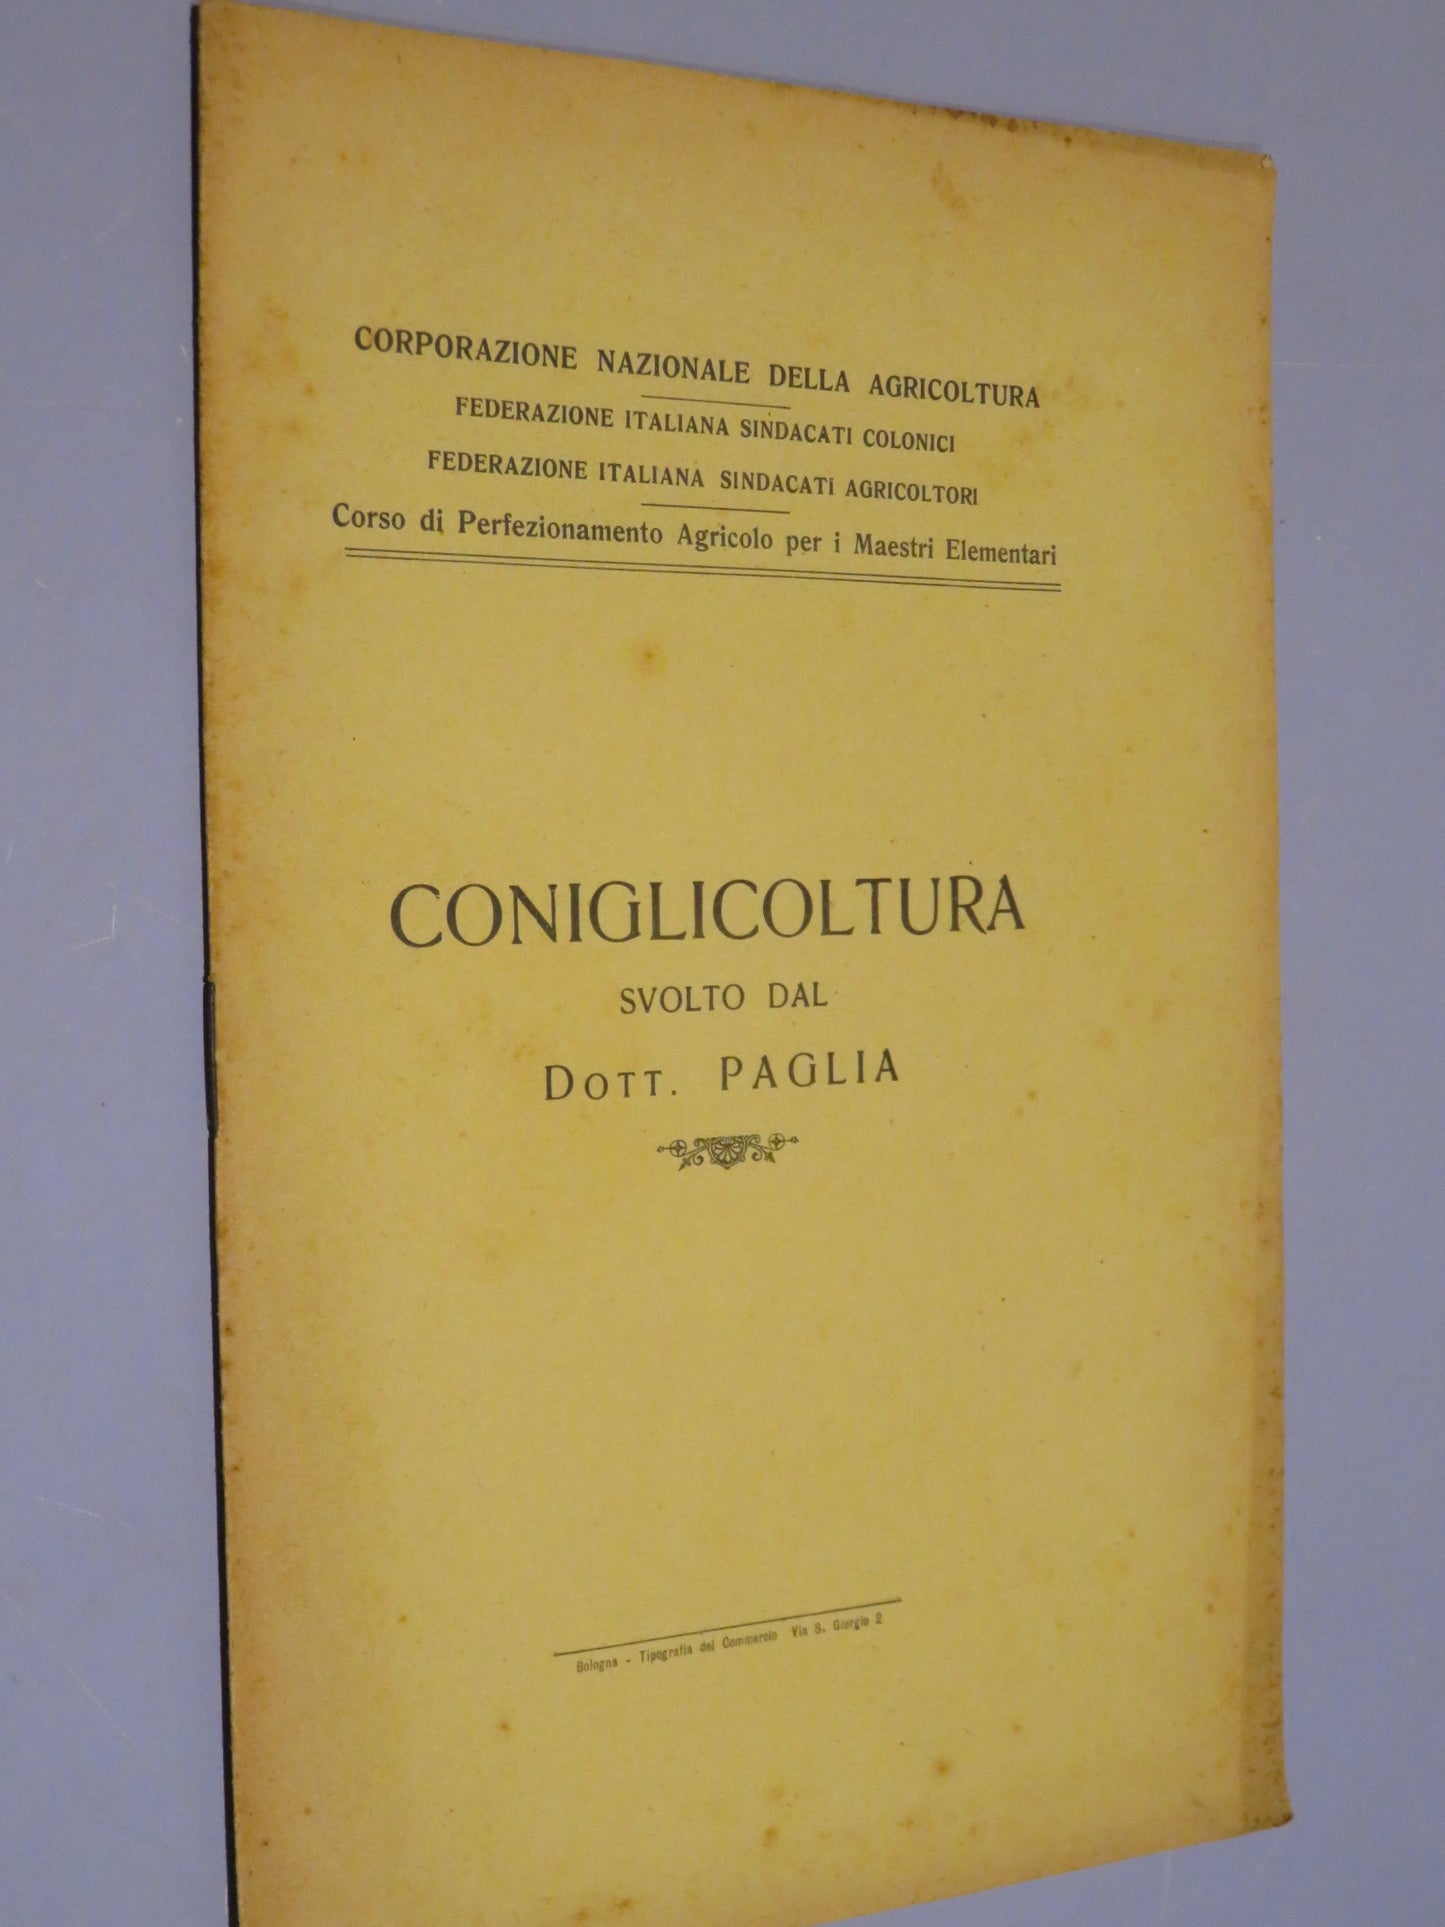 CORPORAZIONE NAZIONALE DELLA AGRICOLTURA
FEDERAZIONE ITALIANA SINDACATI COLONICI
FEDERAZIONE ITALIANA SINDACATI AGRICOLTORI
Corso di Perfezionamento Agricolo per i Maestri Elementari
CONIGLICOLTURA
SVOLTO DAL
DOTT. PAGLIA
Bologna - Tipografia del Commercio Via S. Giorgio 2